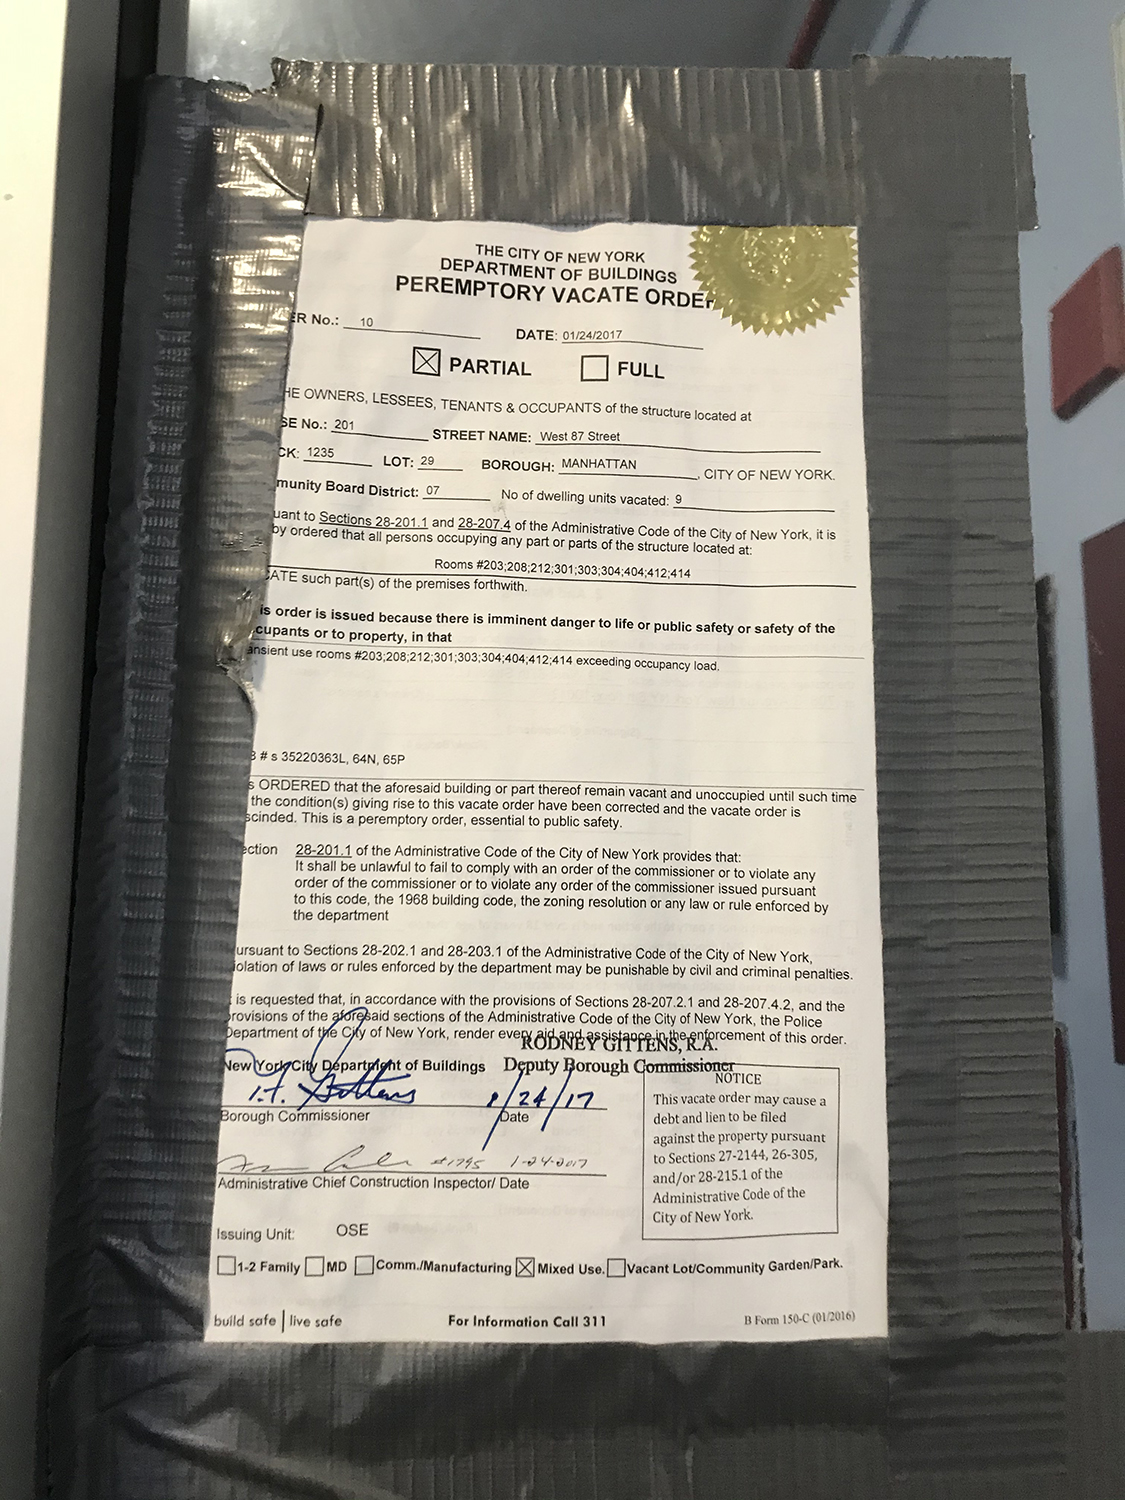 THE CITY OF NEW YORK
DEPARTMENT OF BUILDINGS
PEREMPTORY VACATE ORDER
ER No.: 10 DATE: 01/24/2017
PARTIAL FULL
HE OWNERS, LESSEES, TENANTS & OCCUPANTS of the structure located at
SE No.: 201 STREET NAME: West 87 Street
CK: 1235 LOT: 29 BOROUGH: MANHATTAN, CITY OF NEW YORK.
munity Board District: 07 No of dwelling units vacated: 9
uant to Sections 28-201.1 and 28-207.4 of the Administrative Code of the City of New York, it is
by ordered that all persons occupying any part or parts of the structure located at:
Rooms #203;208;212;301;303;304;404;412;414
CATE such part(s) of the premises forthwith.
is order is issued because there is imminent danger to life or public safety or safety of the
cupants or to property, in that
ansient use rooms #203;208;212;301;303;304;404;412;414 exceeding occupancy load.
# s 35220363L, 64N, 65P
s ORDERED that the aforesaid building or part thereof remain vacant and unoccupied until such time
the condition(s) giving rise to this vacate order have been corrected and the vacate order is
scinded. This is a peremptory order, essential to public safety.
ection 28-201.1 of the Administrative Code of the City of New York provides that:
It shall be unlawful to fail to comply with an order of the commissioner or to violate any
order of the commissioner or to violate any order of the commissioner issued pursuant
to this code, the 1968 building code, the zoning resolution or any law or rule enforced by
the department
ursuant to Sections 28-202.1 and 28-203.1 of the Administrative Code of the City of New York,
iolation of laws or rules enforced by the department may be punishable by civil and criminal penalties.
is requested that, in accordance with the provisions of Sections 28-207.2.1 and 28-207.4.2, and the
provisions of the aforesaid sections of the Administrative Code of the City of New York, the Police
Department of the City of New York, render every aid and assistance in the enforcement of this order.
RODNEY GITTENS, R.A.
New York City Department of Buildings Deputy Borough Commissioner
1/24/17
Borough Commissioner Date
#1795 1-24-2017
Administrative Chief Construction Inspector/ Date
NOTICE
This vacate order may cause a
debt and lien to be filed
against the property pursuant
to Sections 27-2144, 26-305,
and/or 28-215.1 of the
Administrative Code of the
City of New York.
Issuing Unit: OSE
1-2 Family MD Comm./Manufacturing Mixed Use. Vacant Lot/Community Garden/Park.
build safe | live safe For Information Call 311 B Form 150-C (01/2016)